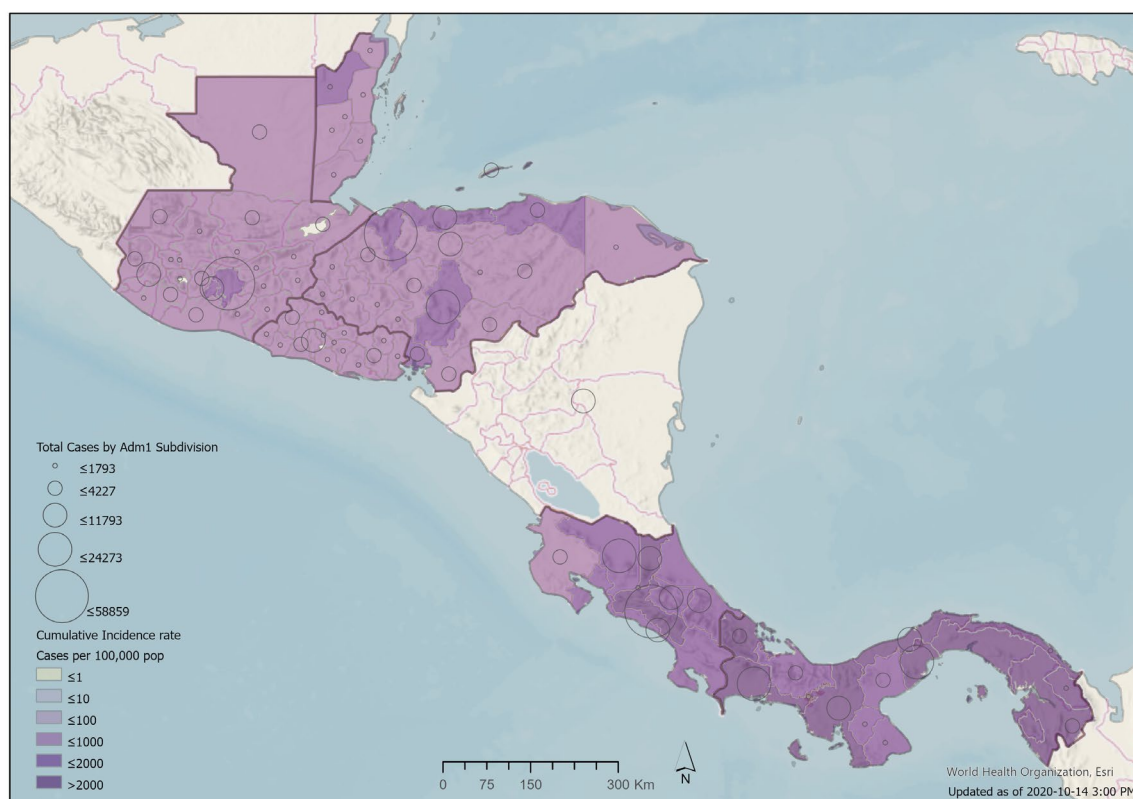 Total Cases by Adm1 Subdivision
≤1793
≤4227
≤11793
≤24273
≤58859
Cumulative Incidence rate
Cases per 100,000 pop
≤1
≤10
≤100
≤1000
≤2000
>2000
0 75 150 300 Km
N
World Health Organization, Esri
Updated as of 2020-10-14 3:00 PM